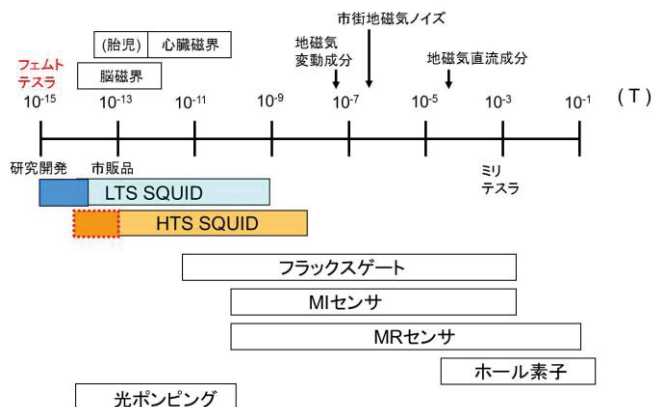 市街地磁気ノイズ
(胎児) 心臓磁界
地磁気
変動成分
地磁気直流成分
フェムト
テスラ
脳磁界
10-15 10-13 10-11 10-9 10-7 10-5 10-3 10-1 (T)
研究開発 市販品
ミリ
テスラ
LTS SQUID
HTS SQUID
フラックスゲート
MIセンサ
MRセンサ
ホール素子
光ポンピング